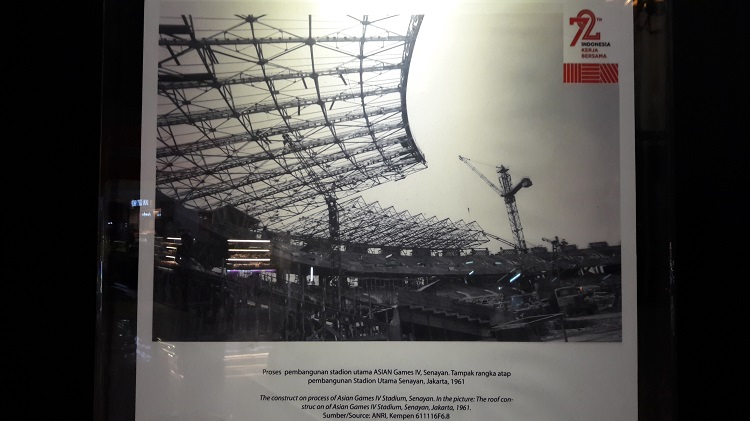 72TH
INDONESIA
KERJA
BERSAMA
Proses pembangunan stadion utama ASIAN Games IV, Senayan. Tampak rangka atap
pembangunan Stadion Utama Senayan, Jakarta, 1961
The construct on process of Asian Games IV Stadium, Senayan. In the picture: The roof con-
struc on of Asian Games IV Stadium, Senayan, Jakarta, 1961.
Sumber/Source: ANRI, Kempen 611116F6.8